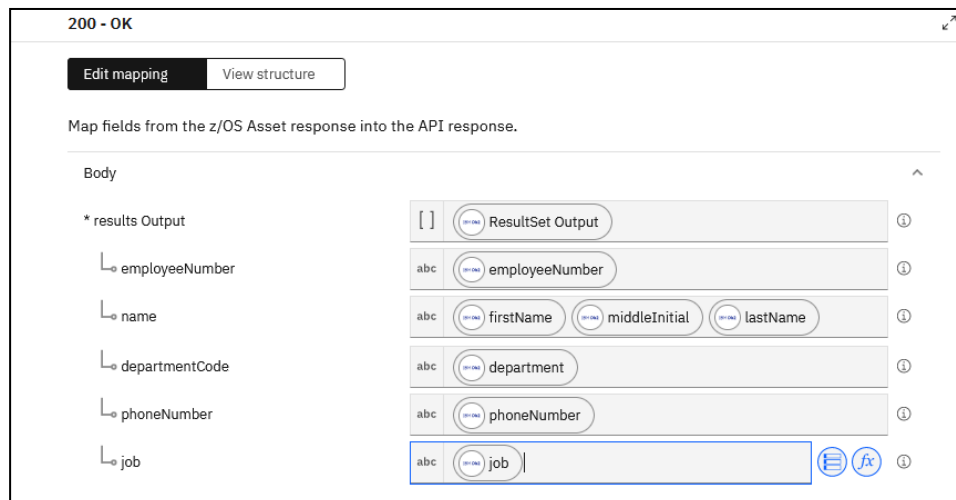 200 - OK
Edit mapping View structure
Map fields from the z/OS Asset response into the API response.
Body
* results Output [ ] ResultSet Output
employeeNumber abc employeeNumber
name abc firstName middleInitial lastName
departmentCode abc department
phoneNumber abc phoneNumber
job abc job fx